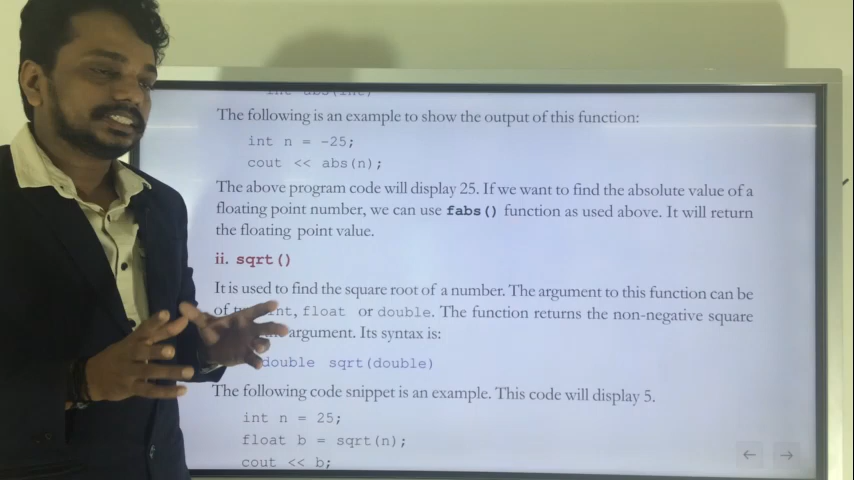 The following is an example to show the output of this function:
int n = -25;
cout << abs(n);
The above program code will display 25. If we want to find the absolute value of a
floating point number, we can use fabs() function as used above. It will return
the floating point value.
ii. sqrt()
It is used to find the square root of a number. The argument to this function can be
of float or double. The function returns the non-negative square
argument. Its syntax is:
double sqrt(double)
The following code snippet is an example. This code will display 5.
int n = 25;
float b = sqrt(n);
cout << b;